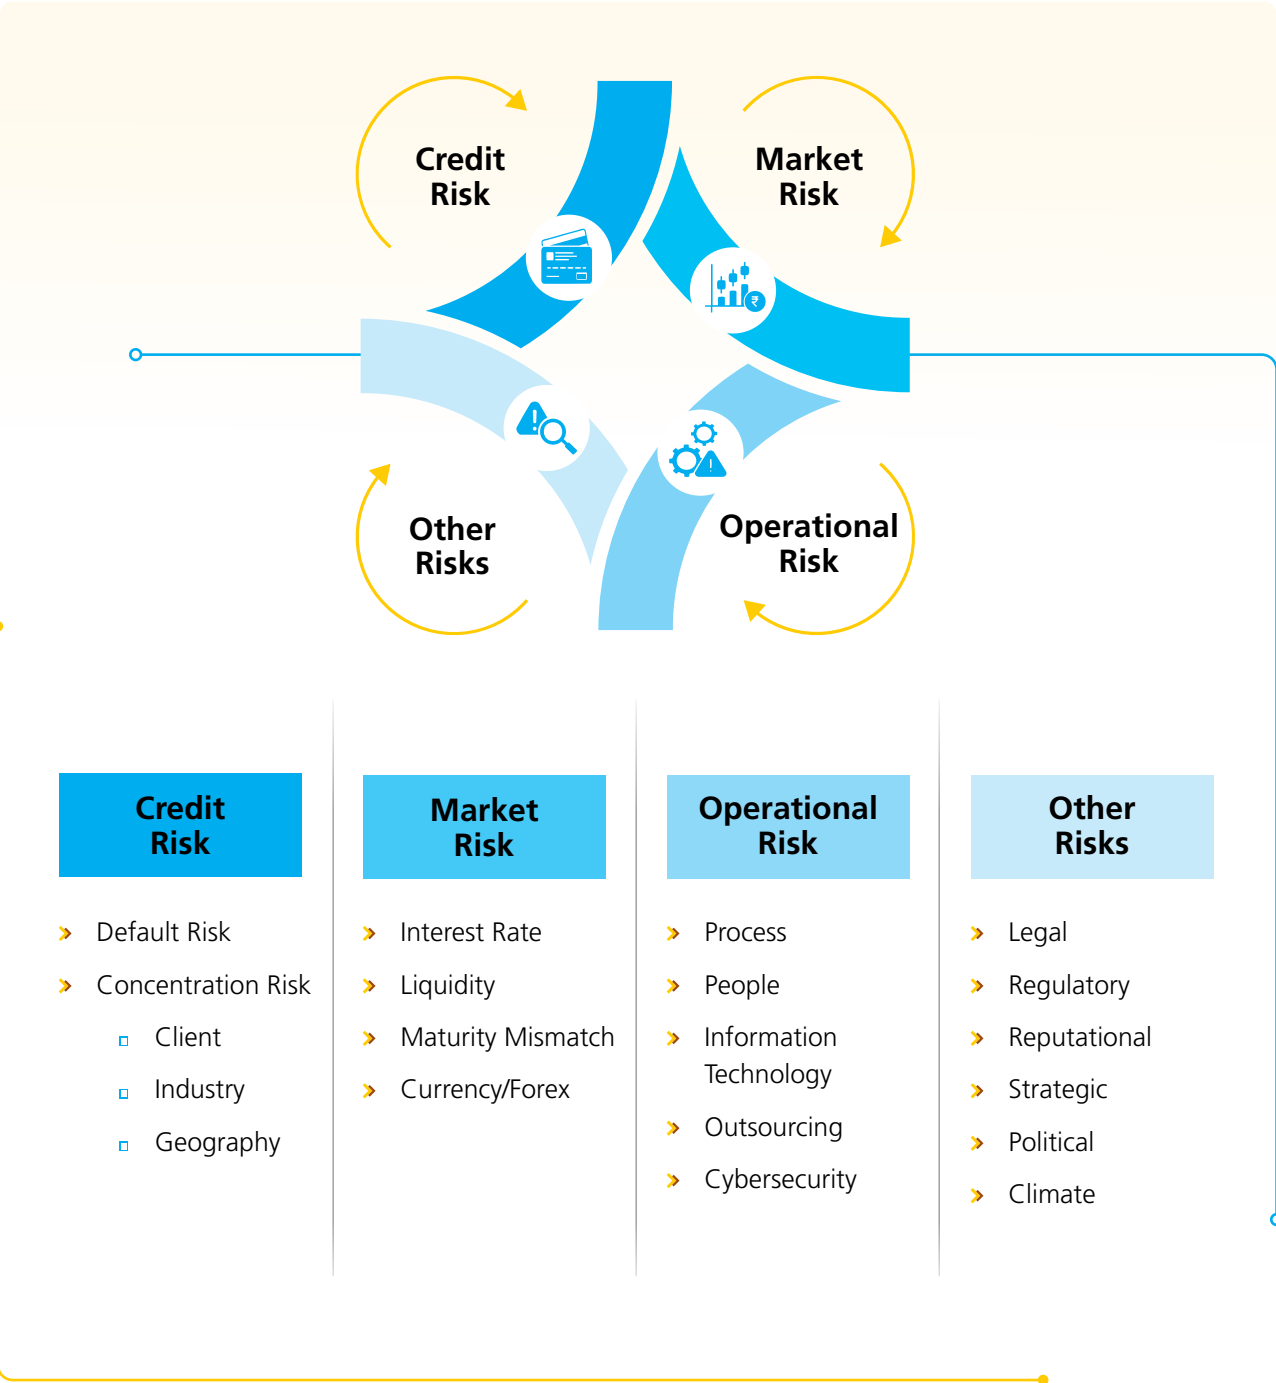 Credit
Risk
Market
Risk
₹
Other
Risks
Operational
Risk
Credit
Risk
Default Risk
Concentration Risk
Client
Industry
Geography
Market
Risk
Interest Rate
Liquidity
Maturity Mismatch
Currency/Forex
Operational
Risk
Process
People
Information
Technology
Outsourcing
Cybersecurity
Other
Risks
Legal
Regulatory
Reputational
Strategic
Political
Climate